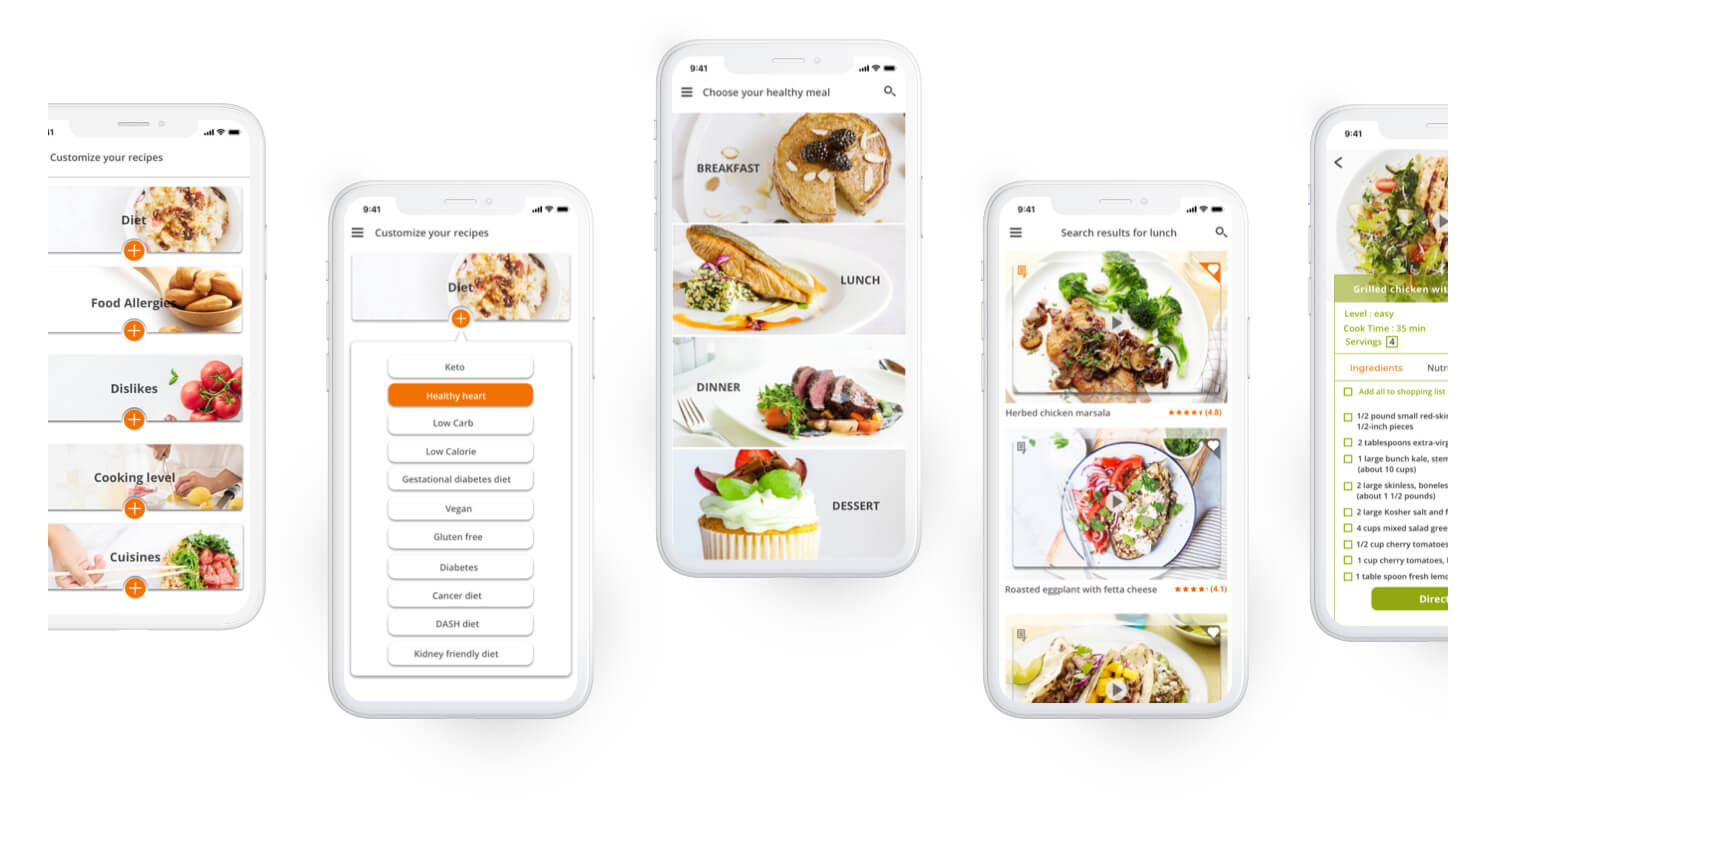 Customize your recipes
Diet
Food Allergies
Dislikes
Cooking level
Cuisines
9:41
Customize your recipes
Diet
Keto
Healthy heart
Low Carb
Low Calorie
Gestational diabetes diet
Vegan
Gluten free
Diabetes
Cancer diet
DASH diet
Kidney friendly diet
9:41
Choose your healthy meal
BREAKFAST
LUNCH
DINNER
DESSERT
9:41
Search results for lunch
Herbed chicken marsala (4.8)
Roasted eggplant with fetta cheese (4.1)
9:41
Grilled chicken wit
Level : easy
Cook Time : 35 min
Servings 4
Ingredients Nutr
Add all to shopping list
1/2 pound small red-ski
1/2-inch pieces
2 tablespoons extra-virg
1 large bunch kale, stem
(about 10 cups)
2 large skinless, boneles
(about 1 1/2 pounds)
2 large Kosher salt and f
4 cups mixed salad gree
1/2 cup cherry tomatoes
1 cup cherry tomatoes,
1 table spoon fresh lemo
Direct